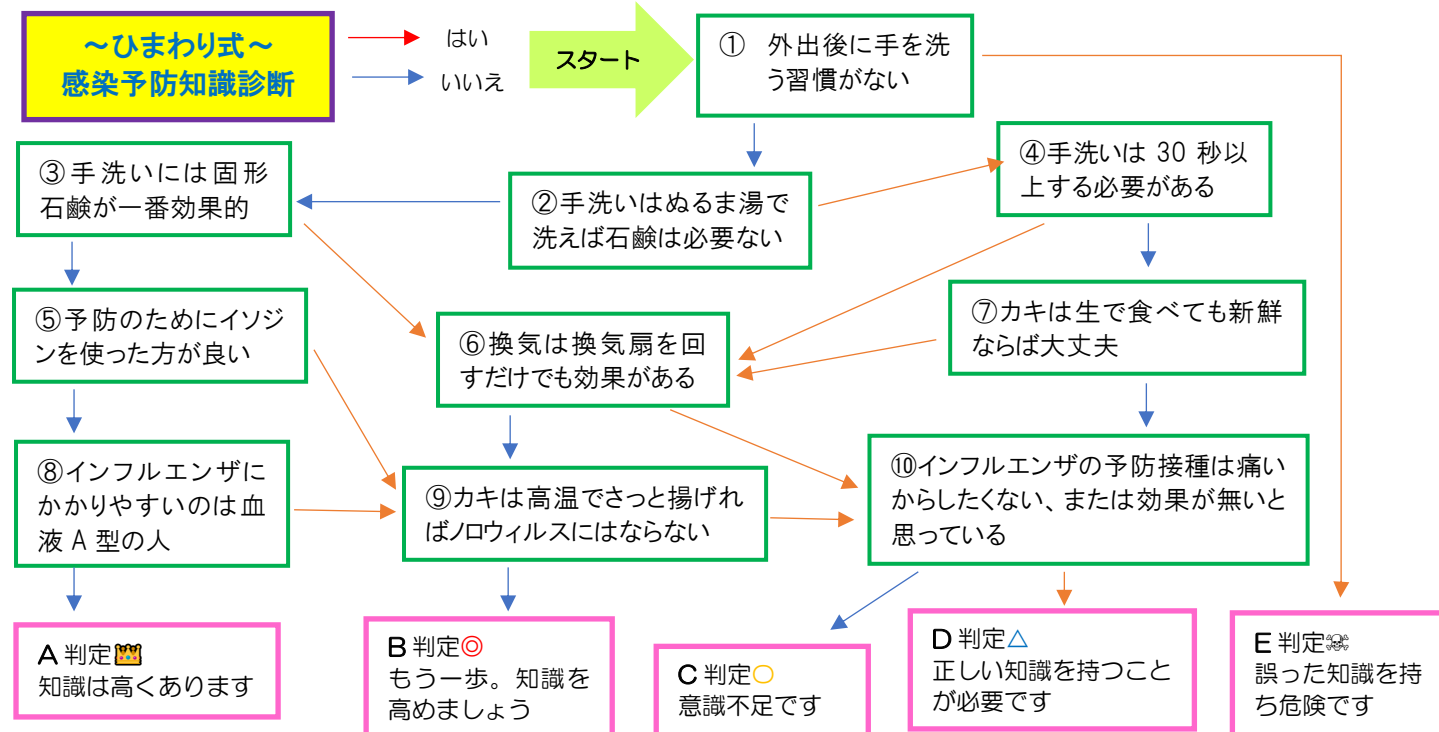 ～ひまわり式～
感染予防知識診断
はい
いいえ
スタート
① 外出後に手を洗
う習慣がない
③手洗いには固形
石鹸が一番効果的
②手洗いはぬるま湯で
洗えば石鹸は必要ない
④手洗いは 30 秒以
上する必要がある
⑤予防のためにイソジ
ンを使った方が良い
⑥換気は換気扇を回
すだけでも効果がある
⑦カキは生で食べても新鮮
ならば大丈夫
⑧インフルエンザに
かかりやすいのは血
液 A 型の人
⑨カキは高温でさっと揚げれ
ばノロウィルスにはならない
⑩インフルエンザの予防接種は痛い
からしたくない、または効果が無いと
思っている
A 判定👑
知識は高くあります
B 判定◎
もう一歩。知識を
高めましょう
C 判定〇
意識不足です
D 判定△
正しい知識を持つこと
が必要です
E 判定☠
誤った知識を持
ち危険です